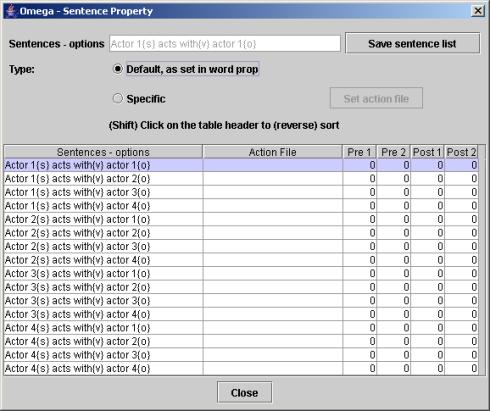 Omega - Sentence Property
Sentences - options Actor 1{s} acts with{v} actor 1{o} Save sentence list
Type: Default, as set in word prop
Specific Set action file
(Shift) Click on the table header to (reverse) sort
Sentences - options Action File Pre 1 Pre 2 Post 1 Post 2
Actor 1{s} acts with{v} actor 1{o} 0 0 0 0
Actor 1{s} acts with{v} actor 2{o} 0 0 0 0
Actor 1{s} acts with{v} actor 3{o} 0 0 0 0
Actor 1{s} acts with{v} actor 4{o} 0 0 0 0
Actor 2{s} acts with{v} actor 1{o} 0 0 0 0
Actor 2{s} acts with{v} actor 2{o} 0 0 0 0
Actor 2{s} acts with{v} actor 3{o} 0 0 0 0
Actor 2{s} acts with{v} actor 4{o} 0 0 0 0
Actor 3{s} acts with{v} actor 1{o} 0 0 0 0
Actor 3{s} acts with{v} actor 2{o} 0 0 0 0
Actor 3{s} acts with{v} actor 3{o} 0 0 0 0
Actor 3{s} acts with{v} actor 4{o} 0 0 0 0
Actor 4{s} acts with{v} actor 1{o} 0 0 0 0
Actor 4{s} acts with{v} actor 2{o} 0 0 0 0
Actor 4{s} acts with{v} actor 3{o} 0 0 0 0
Actor 4{s} acts with{v} actor 4{o} 0 0 0 0
Close